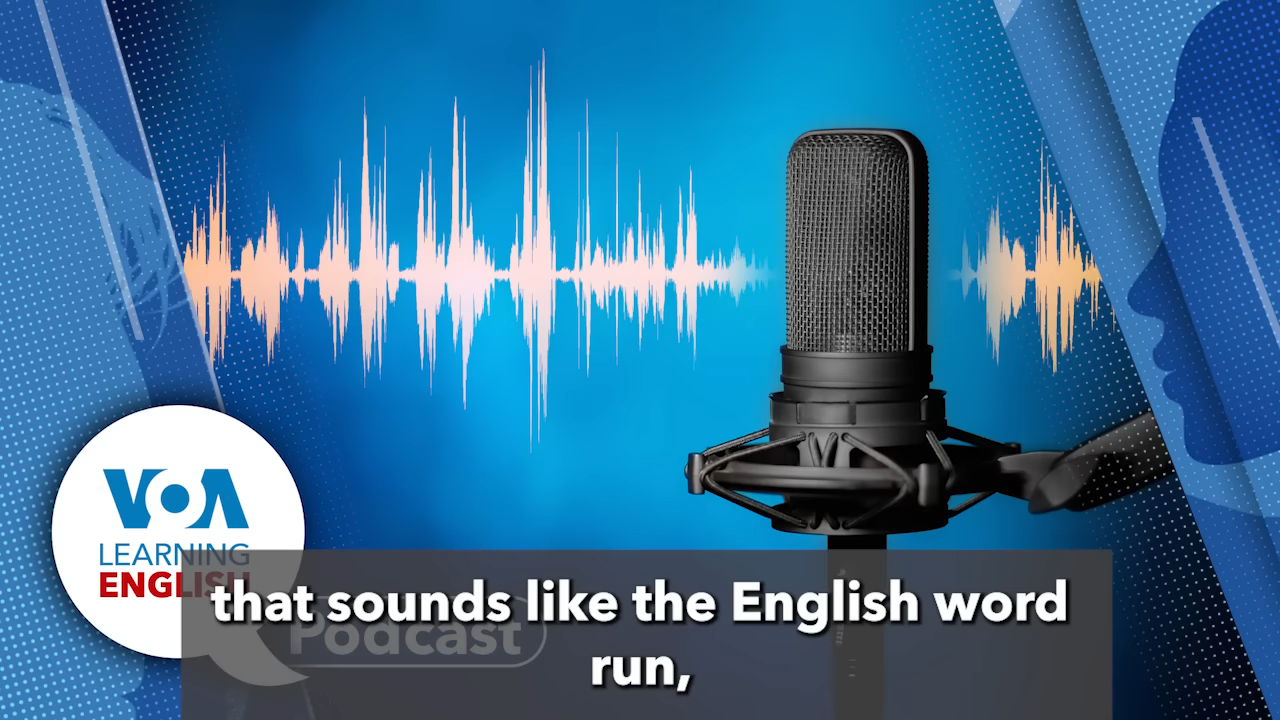 VOA
LEARNING
ENGLISH
Podcast
that sounds like the English word
run,